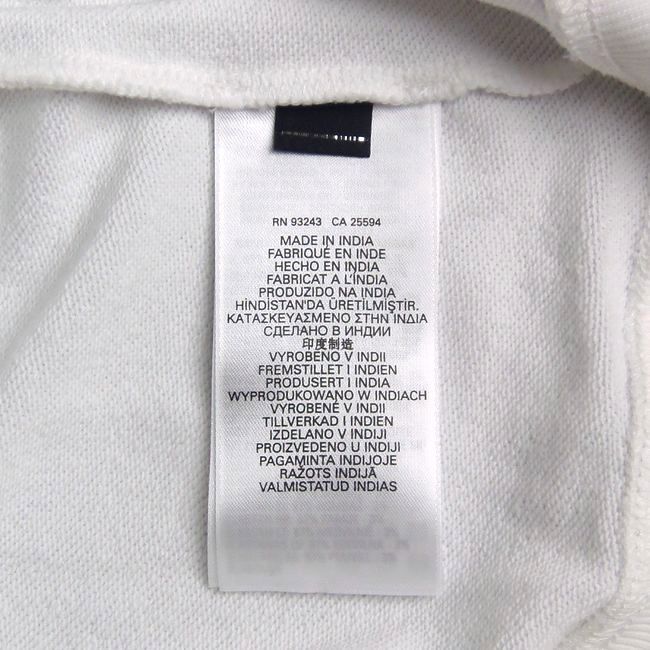 RN 93243 CA 25594
MADE IN INDIA
FABRIQUÉ EN INDE
HECHO EN INDIA
FABRICAT A L'ÍNDIA
PRODUZIDO NA INDIA
HİNDİSTAN'DA ÜRETİLMİŞTİR.
ΚΑΤΑΣΚΕΥΑΣΜΕΝΟ ΣΤΗΝ ΙΝΔΙΑ
СДЕЛАНО В ИНДИИ
印度制造
VYROBENO V INDII
FREMSTILLET I INDIEN
PRODUSERT I INDIA
WYPRODUKOWANO W INDIACH
VYROBENÉ V INDII
TILLVERKAD I INDIEN
IZDELANO V INDIJI
PROIZVEDENO U INDIJI
PAGAMINTA INDIJOJE
RAŽOTS INDIJĀ
VALMISTATUD INDIAS